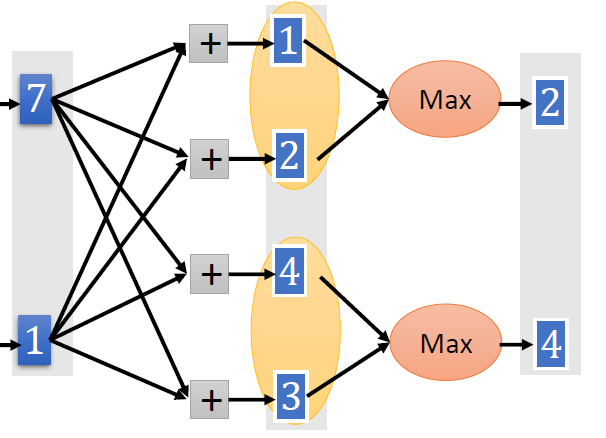 + 1
7 Max 2
+ 2
+ 4
1 Max 4
+ 3